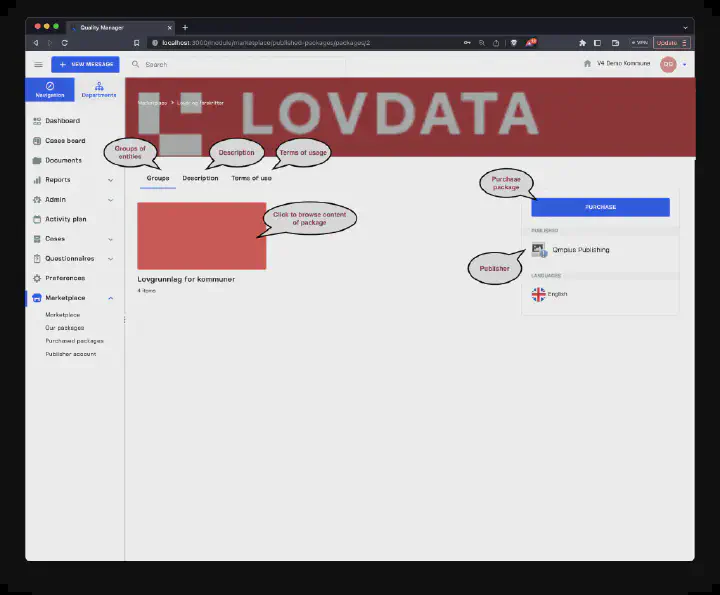 Quality Manager
localhost:3000/module/marketplace/published-packages/packages/2
VPN
Update
NEW MESSAGE
Search
V4 Demo Kommune
Navigation
Departments
Marketplace > Lover og forskrifter
LOVDATA
Dashboard
Cases board
Documents
Reports
Admin
Activity plan
Cases
Questionnaires
Preferences
Marketplace
Marketplace
Our packages
Purchased packages
Publisher account
Groups of
entities
Description
Terms of usage
Groups
Description
Terms of use
Click to browse content
of package
Lovgrunnlag for kommuner
4 items
Purchase
package
PURCHASE
PUBLISHER
Qmplus Publishing
Publisher
LANGUAGES
English